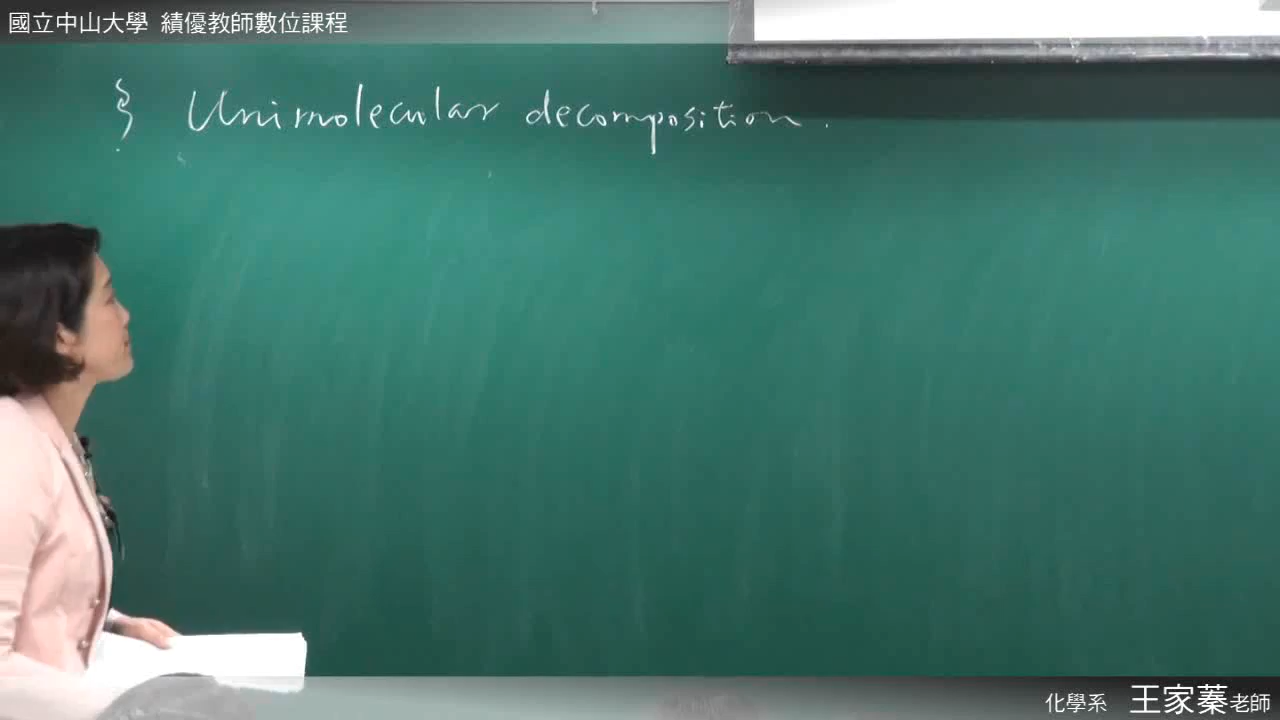 國立中山大學 績優教師數位課程
§ Unimolecular decomposition.
化學系 王家蓁老師